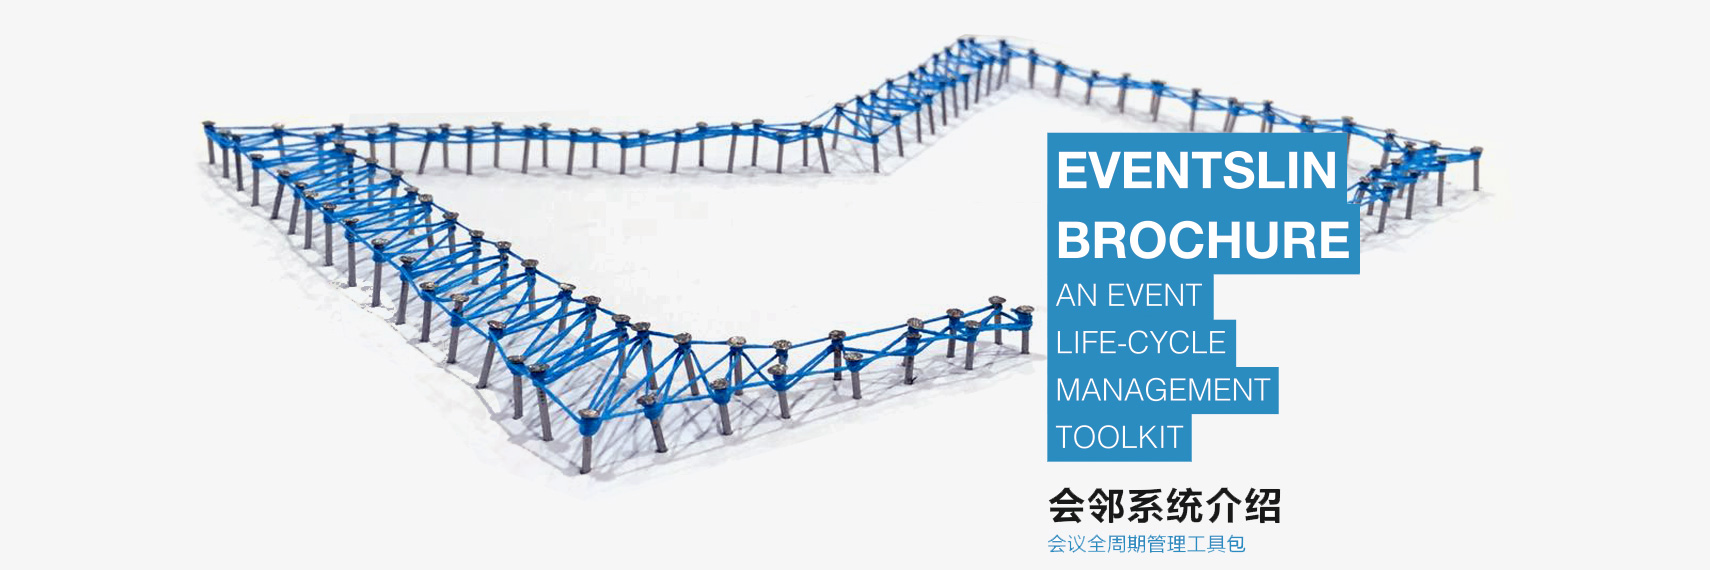 EVENTSLIN
BROCHURE
AN EVENT
LIFE-CYCLE
MANAGEMENT
TOOLKIT
会邻系统介绍
会议全周期管理工具包